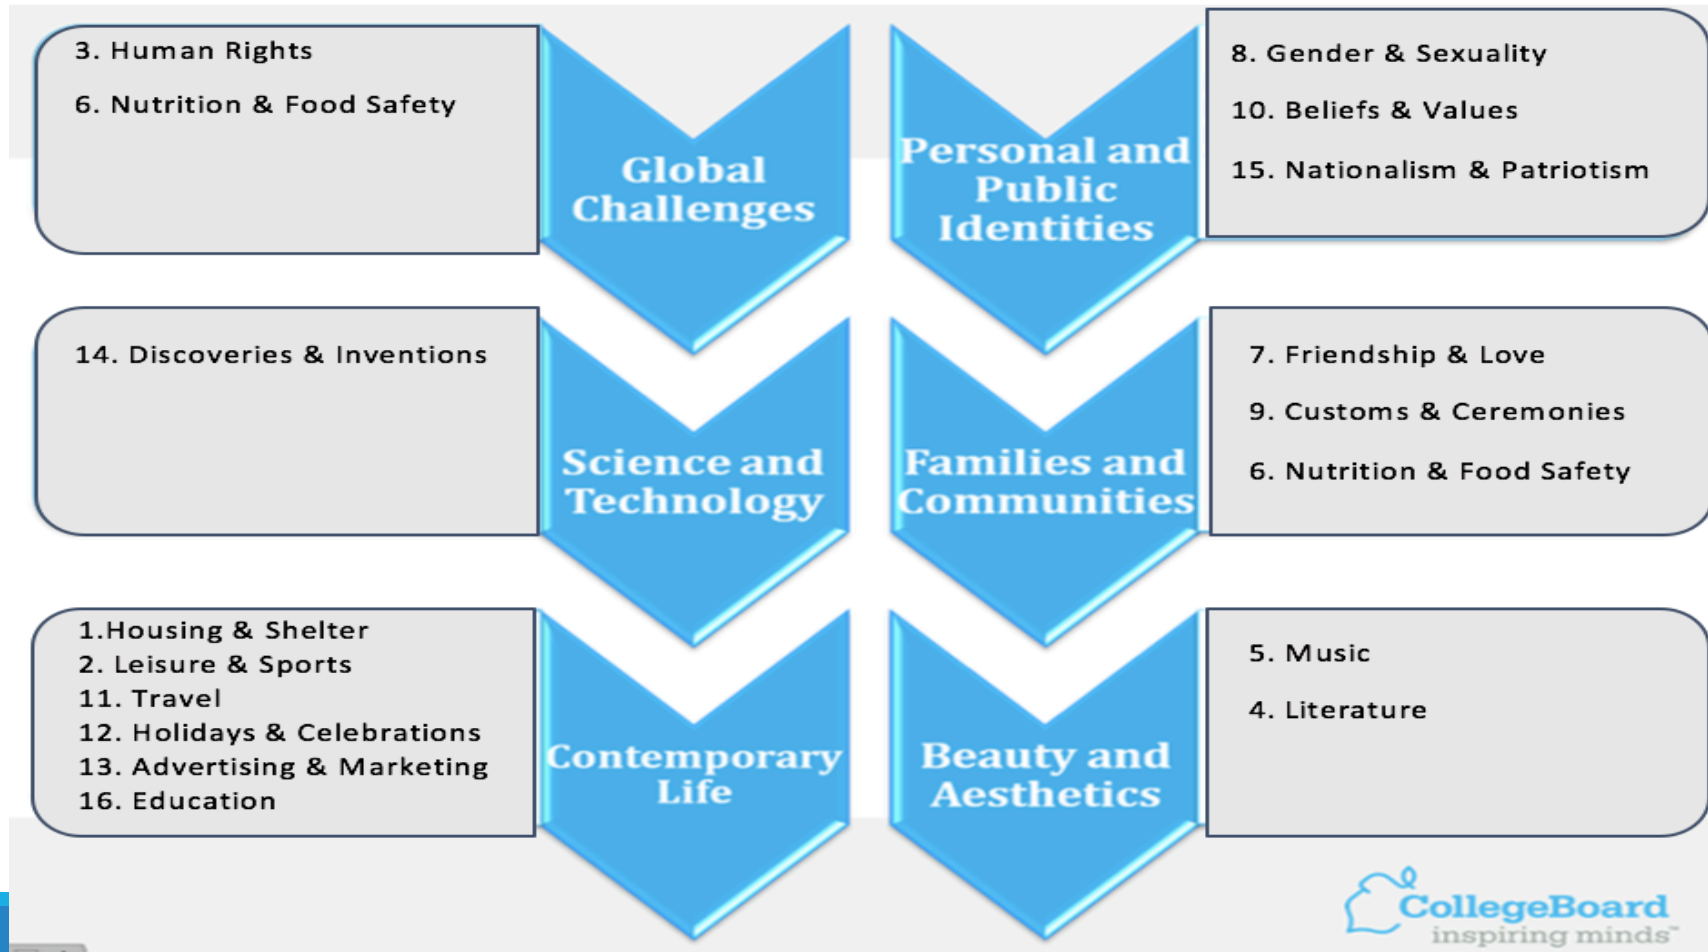 3. Human Rights
6. Nutrition & Food Safety
Global
Challenges
Personal and
Public
Identities
8. Gender & Sexuality
10. Beliefs & Values
15. Nationalism & Patriotism
14. Discoveries & Inventions
Science and
Technology
Families and
Communities
7. Friendship & Love
9. Customs & Ceremonies
6. Nutrition & Food Safety
1.Housing & Shelter
2. Leisure & Sports
11. Travel
12. Holidays & Celebrations
13. Advertising & Marketing
16. Education
Contemporary
Life
Beauty and
Aesthetics
5. Music
4. Literature
CollegeBoard
inspiring minds™